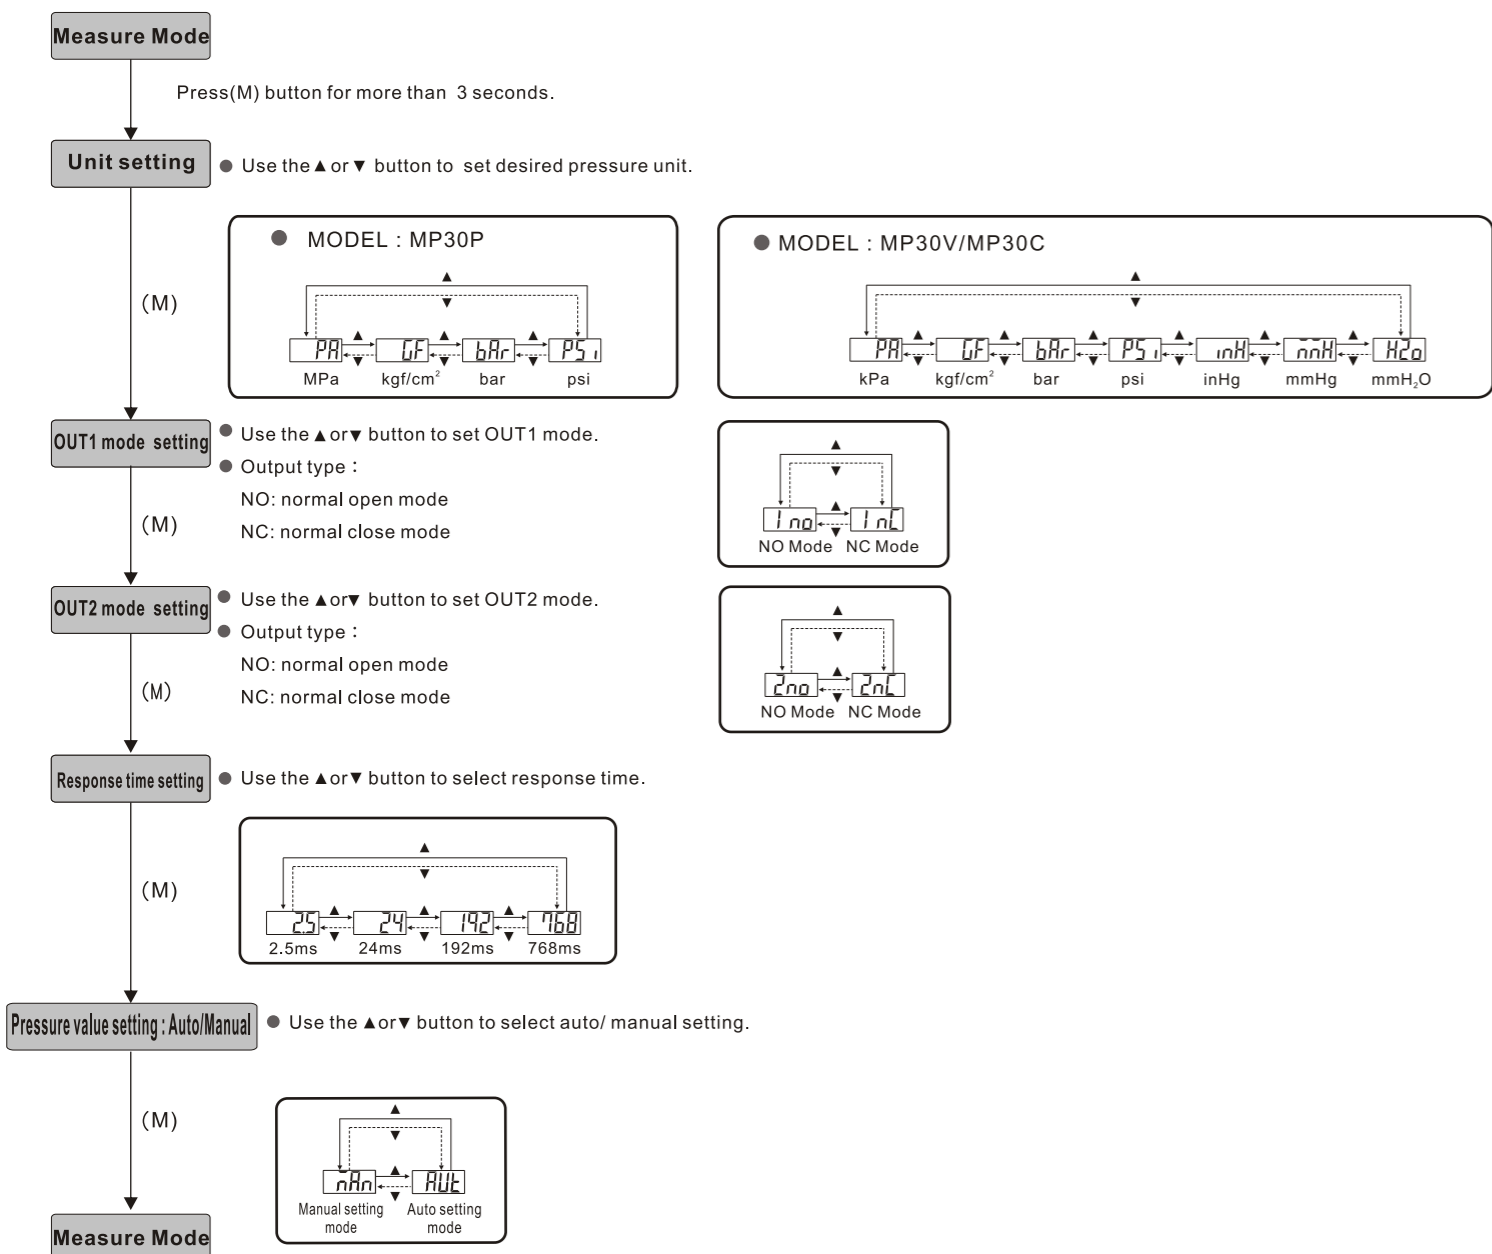 Measure Mode
Press(M) button for more than 3 seconds.
Unit setting
● Use the ▲ or ▼ button to set desired pressure unit.
(M)
● MODEL : MP30P
▲
▼
PA ▲ ▼ GF ▲ ▼ bAr ▲ ▼ PSi
MPa kgf/cm² bar psi
● MODEL : MP30V/MP30C
▲
▼
PA ▲ ▼ GF ▲ ▼ bAr ▲ ▼ PSi ▲ ▼ inH ▲ ▼ n̄n̄H ▲ ▼ H2o
kPa kgf/cm² bar psi inHg mmHg mmH₂O
OUT1 mode setting
● Use the ▲ or▼ button to set OUT1 mode.
● Output type :
NO: normal open mode
NC: normal close mode
(M)
▲
▼
1 no ▲ ▼ 1 nC
NO Mode NC Mode
OUT2 mode setting
● Use the ▲or▼ button to set OUT2 mode.
● Output type :
NO: normal open mode
NC: normal close mode
(M)
▲
▼
2no ▲ ▼ 2nC
NO Mode NC Mode
Response time setting
● Use the ▲or▼ button to select response time.
(M)
▲
▼
2.5 ▲ ▼ 24 ▲ ▼ 192 ▲ ▼ 768
2.5ms 24ms 192ms 768ms
Pressure value setting : Auto/Manual
● Use the ▲or▼ button to select auto/ manual setting.
(M)
▲
▼
n̄An ▲ ▼ AUt
Manual setting Auto setting
mode mode
Measure Mode